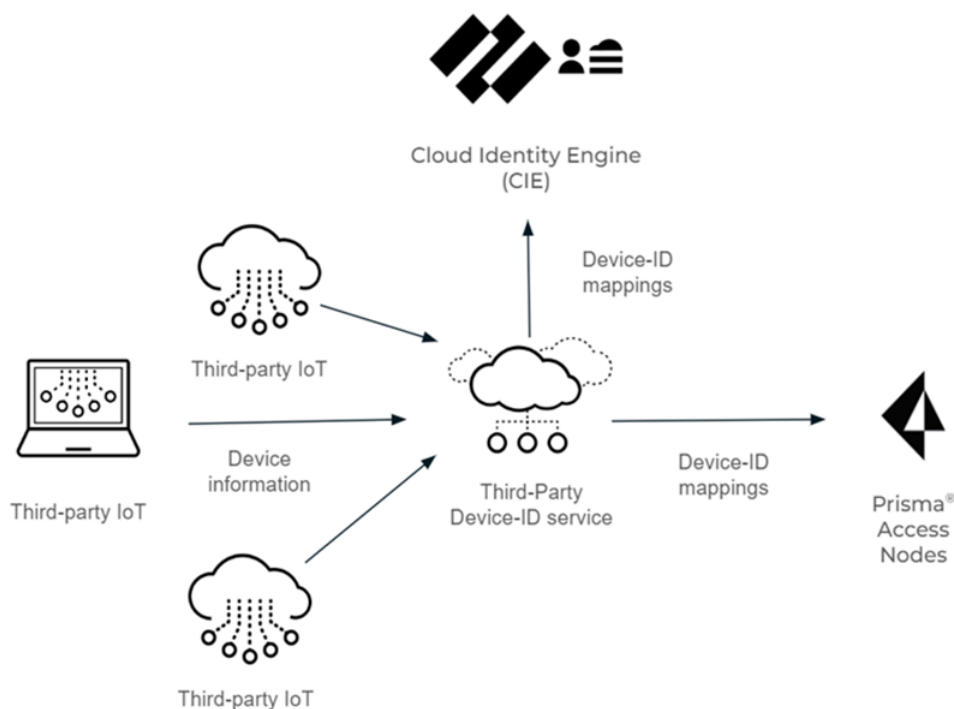 Cloud Identity Engine
(CIE)
Device-ID
mappings
Third-party IoT
Device
information
Third-party IoT
Third-Party
Device-ID service
Device-ID
mappings
Prisma®
Access
Nodes
Third-party IoT